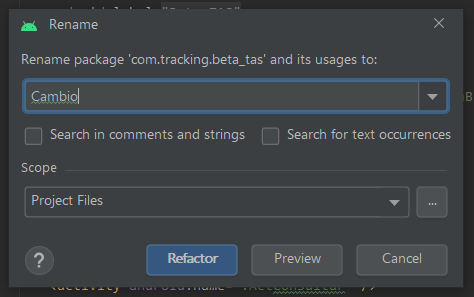 Rename
Rename package 'com.tracking.beta_tas' and its usages to:
Cambio
Search in comments and strings
Search for text occurrences
Scope
Project Files
...
?
Refactor
Preview
Cancel